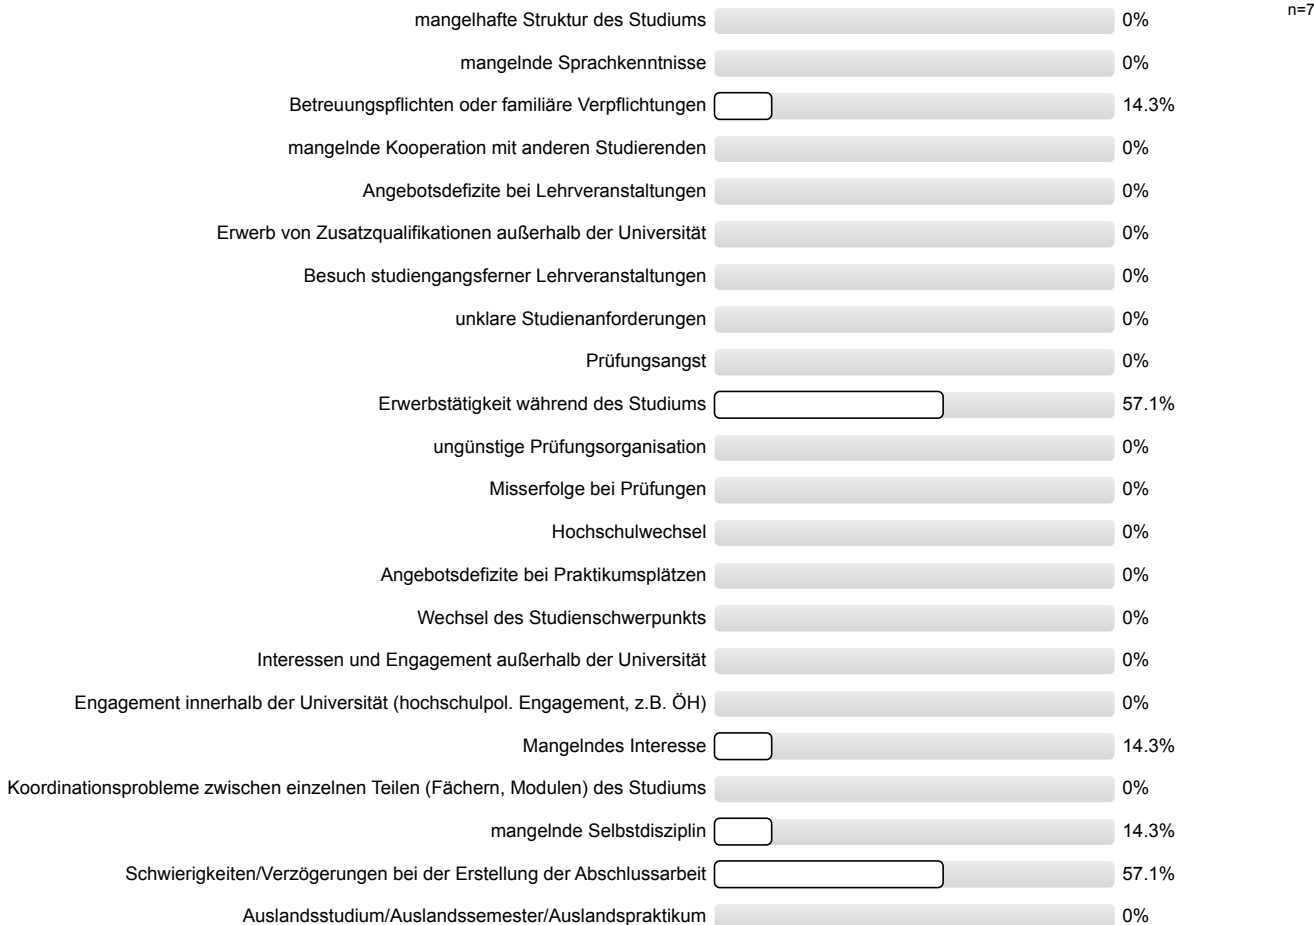 mangelhafte Struktur des Studiums 0% n=7
mangelnde Sprachkenntnisse 0%
Betreuungspflichten oder familiäre Verpflichtungen 14.3%
mangelnde Kooperation mit anderen Studierenden 0%
Angebotsdefizite bei Lehrveranstaltungen 0%
Erwerb von Zusatzqualifikationen außerhalb der Universität 0%
Besuch studiengangsferner Lehrveranstaltungen 0%
unklare Studienanforderungen 0%
Prüfungsangst 0%
Erwerbstätigkeit während des Studiums 57.1%
ungünstige Prüfungsorganisation 0%
Misserfolge bei Prüfungen 0%
Hochschulwechsel 0%
Angebotsdefizite bei Praktikumsplätzen 0%
Wechsel des Studienschwerpunkts 0%
Interessen und Engagement außerhalb der Universität 0%
Engagement innerhalb der Universität (hochschulpol. Engagement, z.B. ÖH) 0%
Mangelndes Interesse 14.3%
Koordinationsprobleme zwischen einzelnen Teilen (Fächern, Modulen) des Studiums 0%
mangelnde Selbstdisziplin 14.3%
Schwierigkeiten/Verzögerungen bei der Erstellung der Abschlussarbeit 57.1%
Auslandsstudium/Auslandssemester/Auslandspraktikum 0%